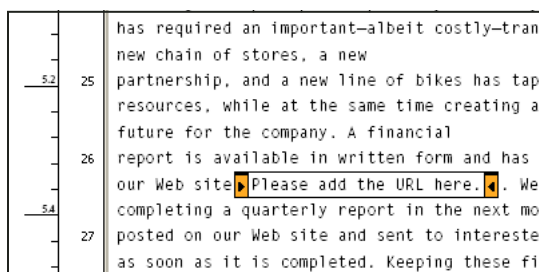 has required an important—albeit costly—tran
new chain of stores, a new
5.2 25 partnership, and a new line of bikes has tap
resources, while at the same time creating a
future for the company. A financial
26 report is available in written form and has
our Web site Please add the URL here. . We
5.4 completing a quarterly report in the next mo
27 posted on our Web site and sent to intereste
as soon as it is completed. Keeping these fi